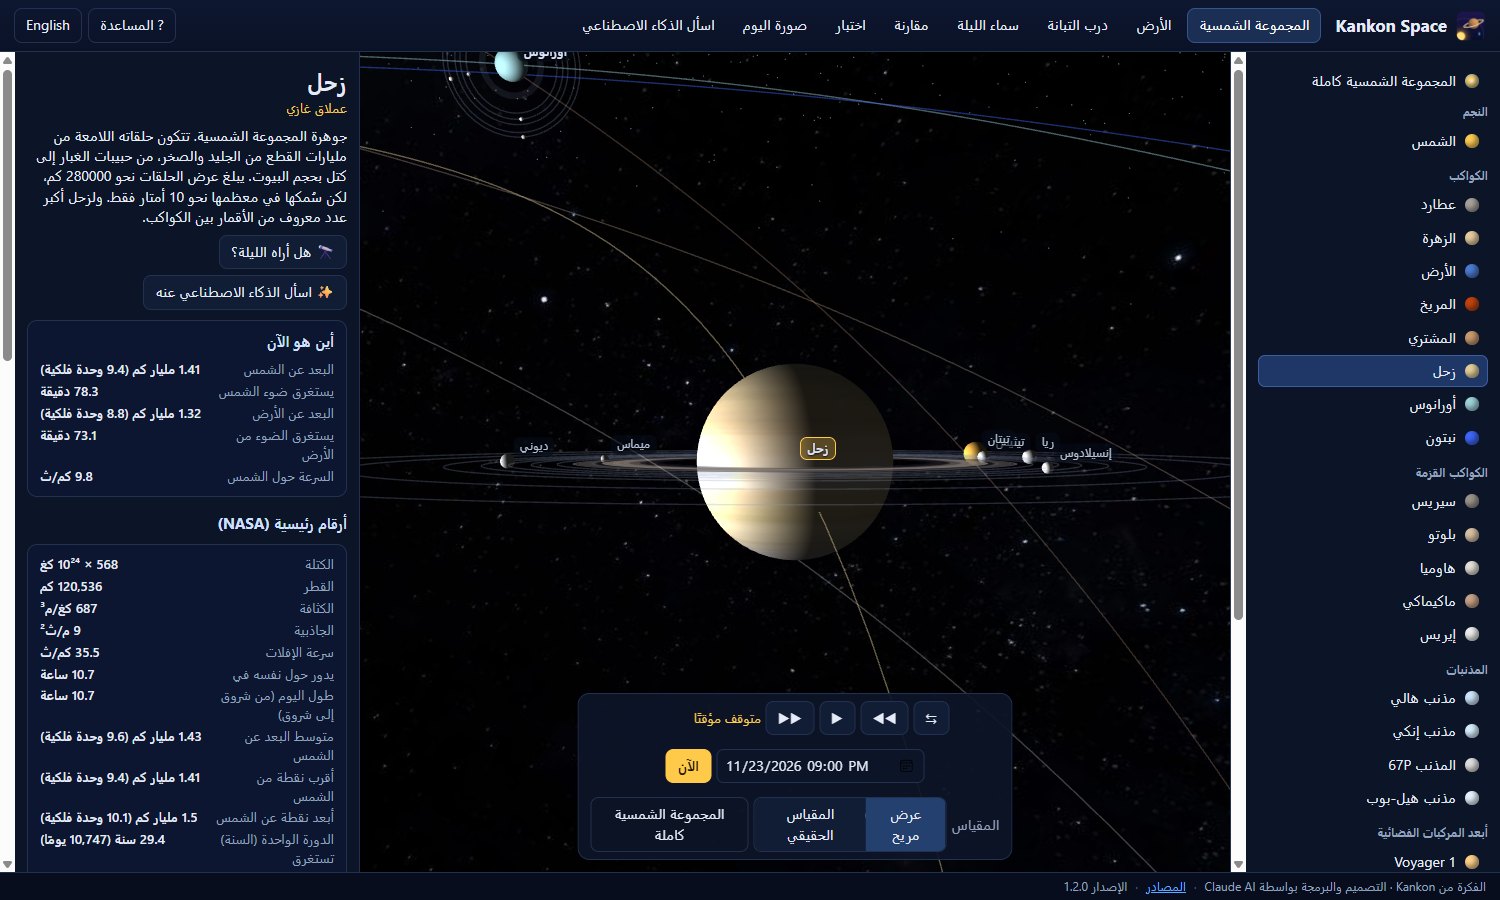 Kankon Space
المجموعة الشمسية
الأرض
درب التبانة
سماء الليلة
مقارنة
اختبار
صورة اليوم
اسأل الذكاء الاصطناعي
? المساعدة
English
المجموعة الشمسية كاملة
النجم
الشمس
الكواكب
عطارد
الزهرة
الأرض
المريخ
المشتري
زحل
أورانوس
نبتون
الكواكب القزمة
سيريس
بلوتو
هاوميا
ماكيماكي
إيريس
المذنبات
مذنب هالي
مذنب إنكي
المذنب 67P
مذنب هيل-بوب
أبعد المركبات الفضائية
Voyager 1
أورانوس
ديوني
ميماس
زحل
تيتان
ريا
إنسيلادوس
متوقف مؤقتًا
11/23/2026 09:00 PM
الآن
المقياس
عرض مريح
المقياس الحقيقي
المجموعة الشمسية كاملة
زحل
عملاق غازي
جوهرة المجموعة الشمسية. تتكون حلقاته اللامعة من
مليارات القطع من الجليد والصخر، من حبيبات الغبار إلى
كتل بحجم البيوت. يبلغ عرض الحلقات نحو 280000 كم،
لكن سُمكها في معظمها نحو 10 أمتار فقط. ولزحل أكبر
عدد معروف من الأقمار بين الكواكب.
هل أراه الليلة؟
اسأل الذكاء الاصطناعي عنه
أين هو الآن
البعد عن الشمس 1.41 مليار كم (9.4 وحدة فلكية)
يستغرق ضوء الشمس 78.3 دقيقة
البعد عن الأرض 1.32 مليار كم (8.8 وحدة فلكية)
يستغرق الضوء من الأرض 73.1 دقيقة
السرعة حول الشمس 9.8 كم/ث
أرقام رئيسية (NASA)
الكتلة 568 × 10²⁴ كغ
القطر 120,536 كم
الكثافة 687 كغ/م³
الجاذبية 9 م/ث²
سرعة الإفلات 35.5 كم/ث
يدور حول نفسه في 10.7 ساعة
طول اليوم (من شروق إلى شروق) 10.7 ساعة
متوسط البعد عن الشمس 1.43 مليار كم (9.6 وحدة فلكية)
أقرب نقطة من الشمس 1.41 مليار كم (9.4 وحدة فلكية)
أبعد نقطة عن الشمس 1.5 مليار كم (10.1 وحدة فلكية)
الدورة الواحدة (السنة) تستغرق 29.4 سنة (10,747 يومًا)
الفكرة من Kankon · التصميم والبرمجة بواسطة Claude AI · المصادر · الإصدار 1.2.0